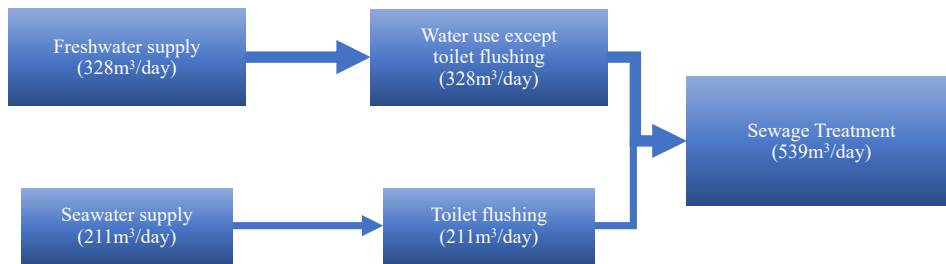 Freshwater supply
(328m³/day)
Water use except
toilet flushing
(328m³/day)
Sewage Treatment
(539m³/day)
Seawater supply
(211m³/day)
Toilet flushing
(211m³/day)